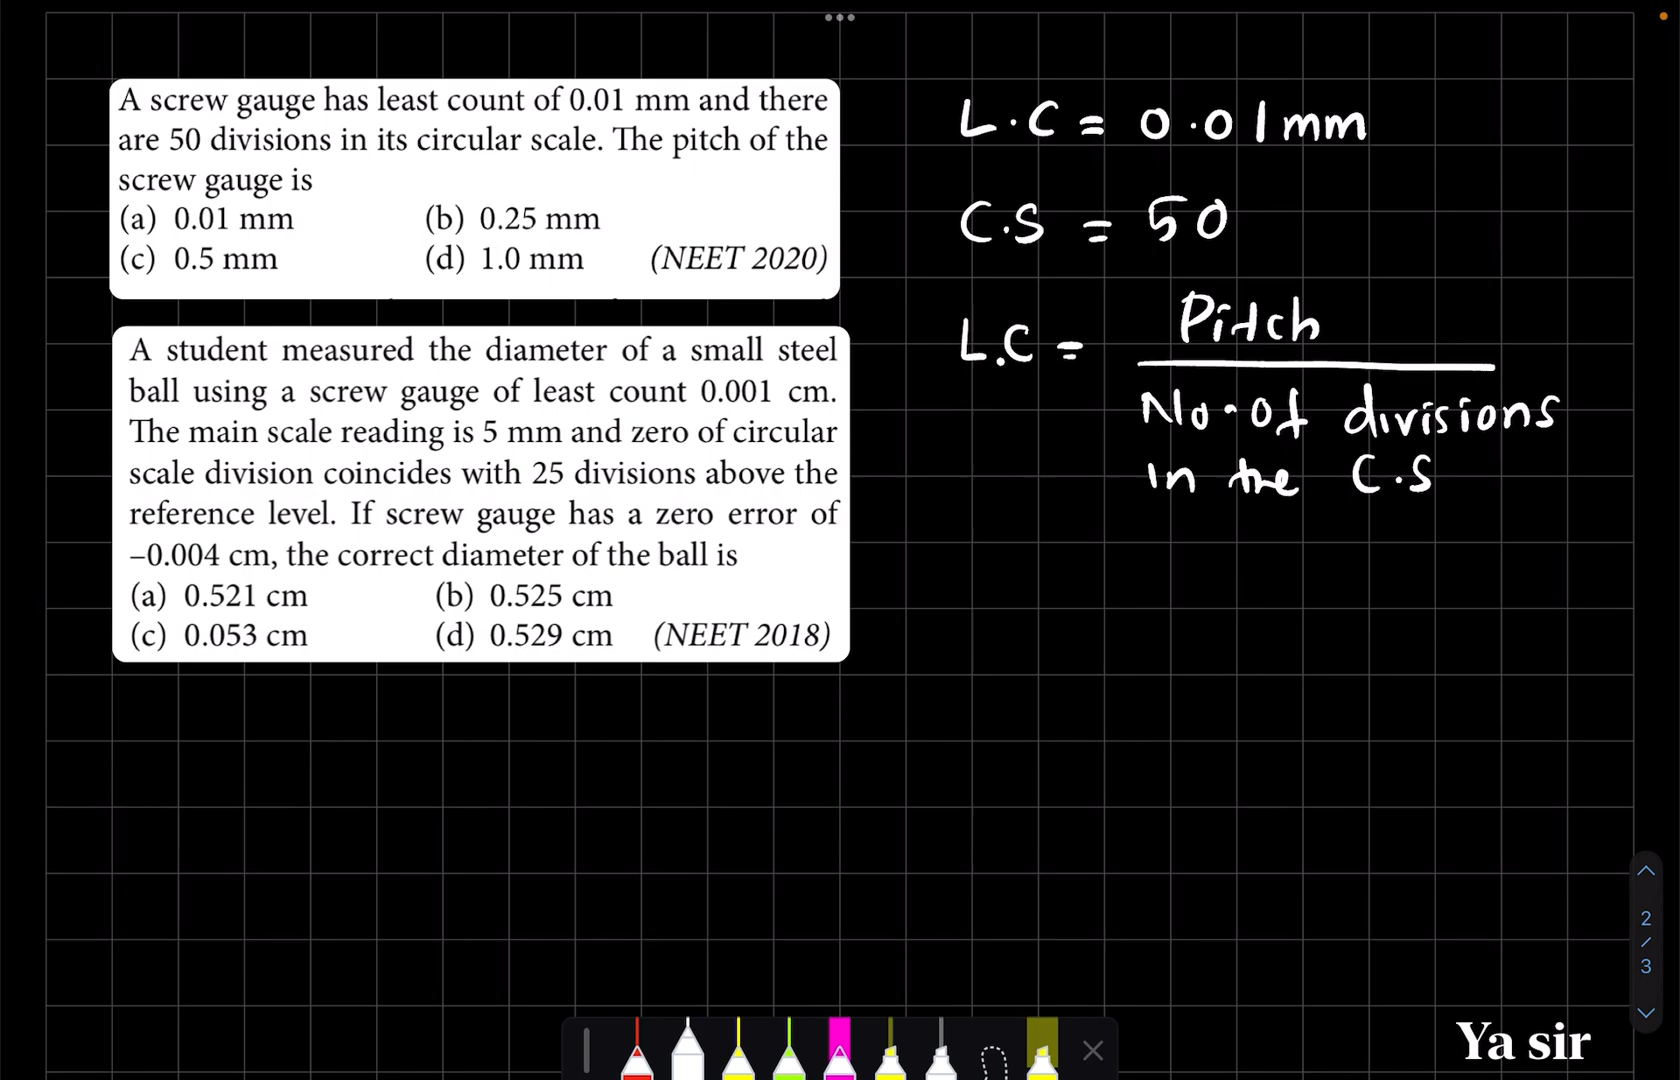 A screw gauge has least count of 0.01 mm and there
are 50 divisions in its circular scale. The pitch of the
screw gauge is
(a) 0.01 mm (b) 0.25 mm
(c) 0.5 mm (d) 1.0 mm (NEET 2020)
A student measured the diameter of a small steel
ball using a screw gauge of least count 0.001 cm.
The main scale reading is 5 mm and zero of circular
scale division coincides with 25 divisions above the
reference level. If screw gauge has a zero error of
–0.004 cm, the correct diameter of the ball is
(a) 0.521 cm (b) 0.525 cm
(c) 0.053 cm (d) 0.529 cm (NEET 2018)
L.C = 0.01mm
C.S = 50
L.C = Pitch
No. of divisions
in the C.S
2
/
3
Ya sir